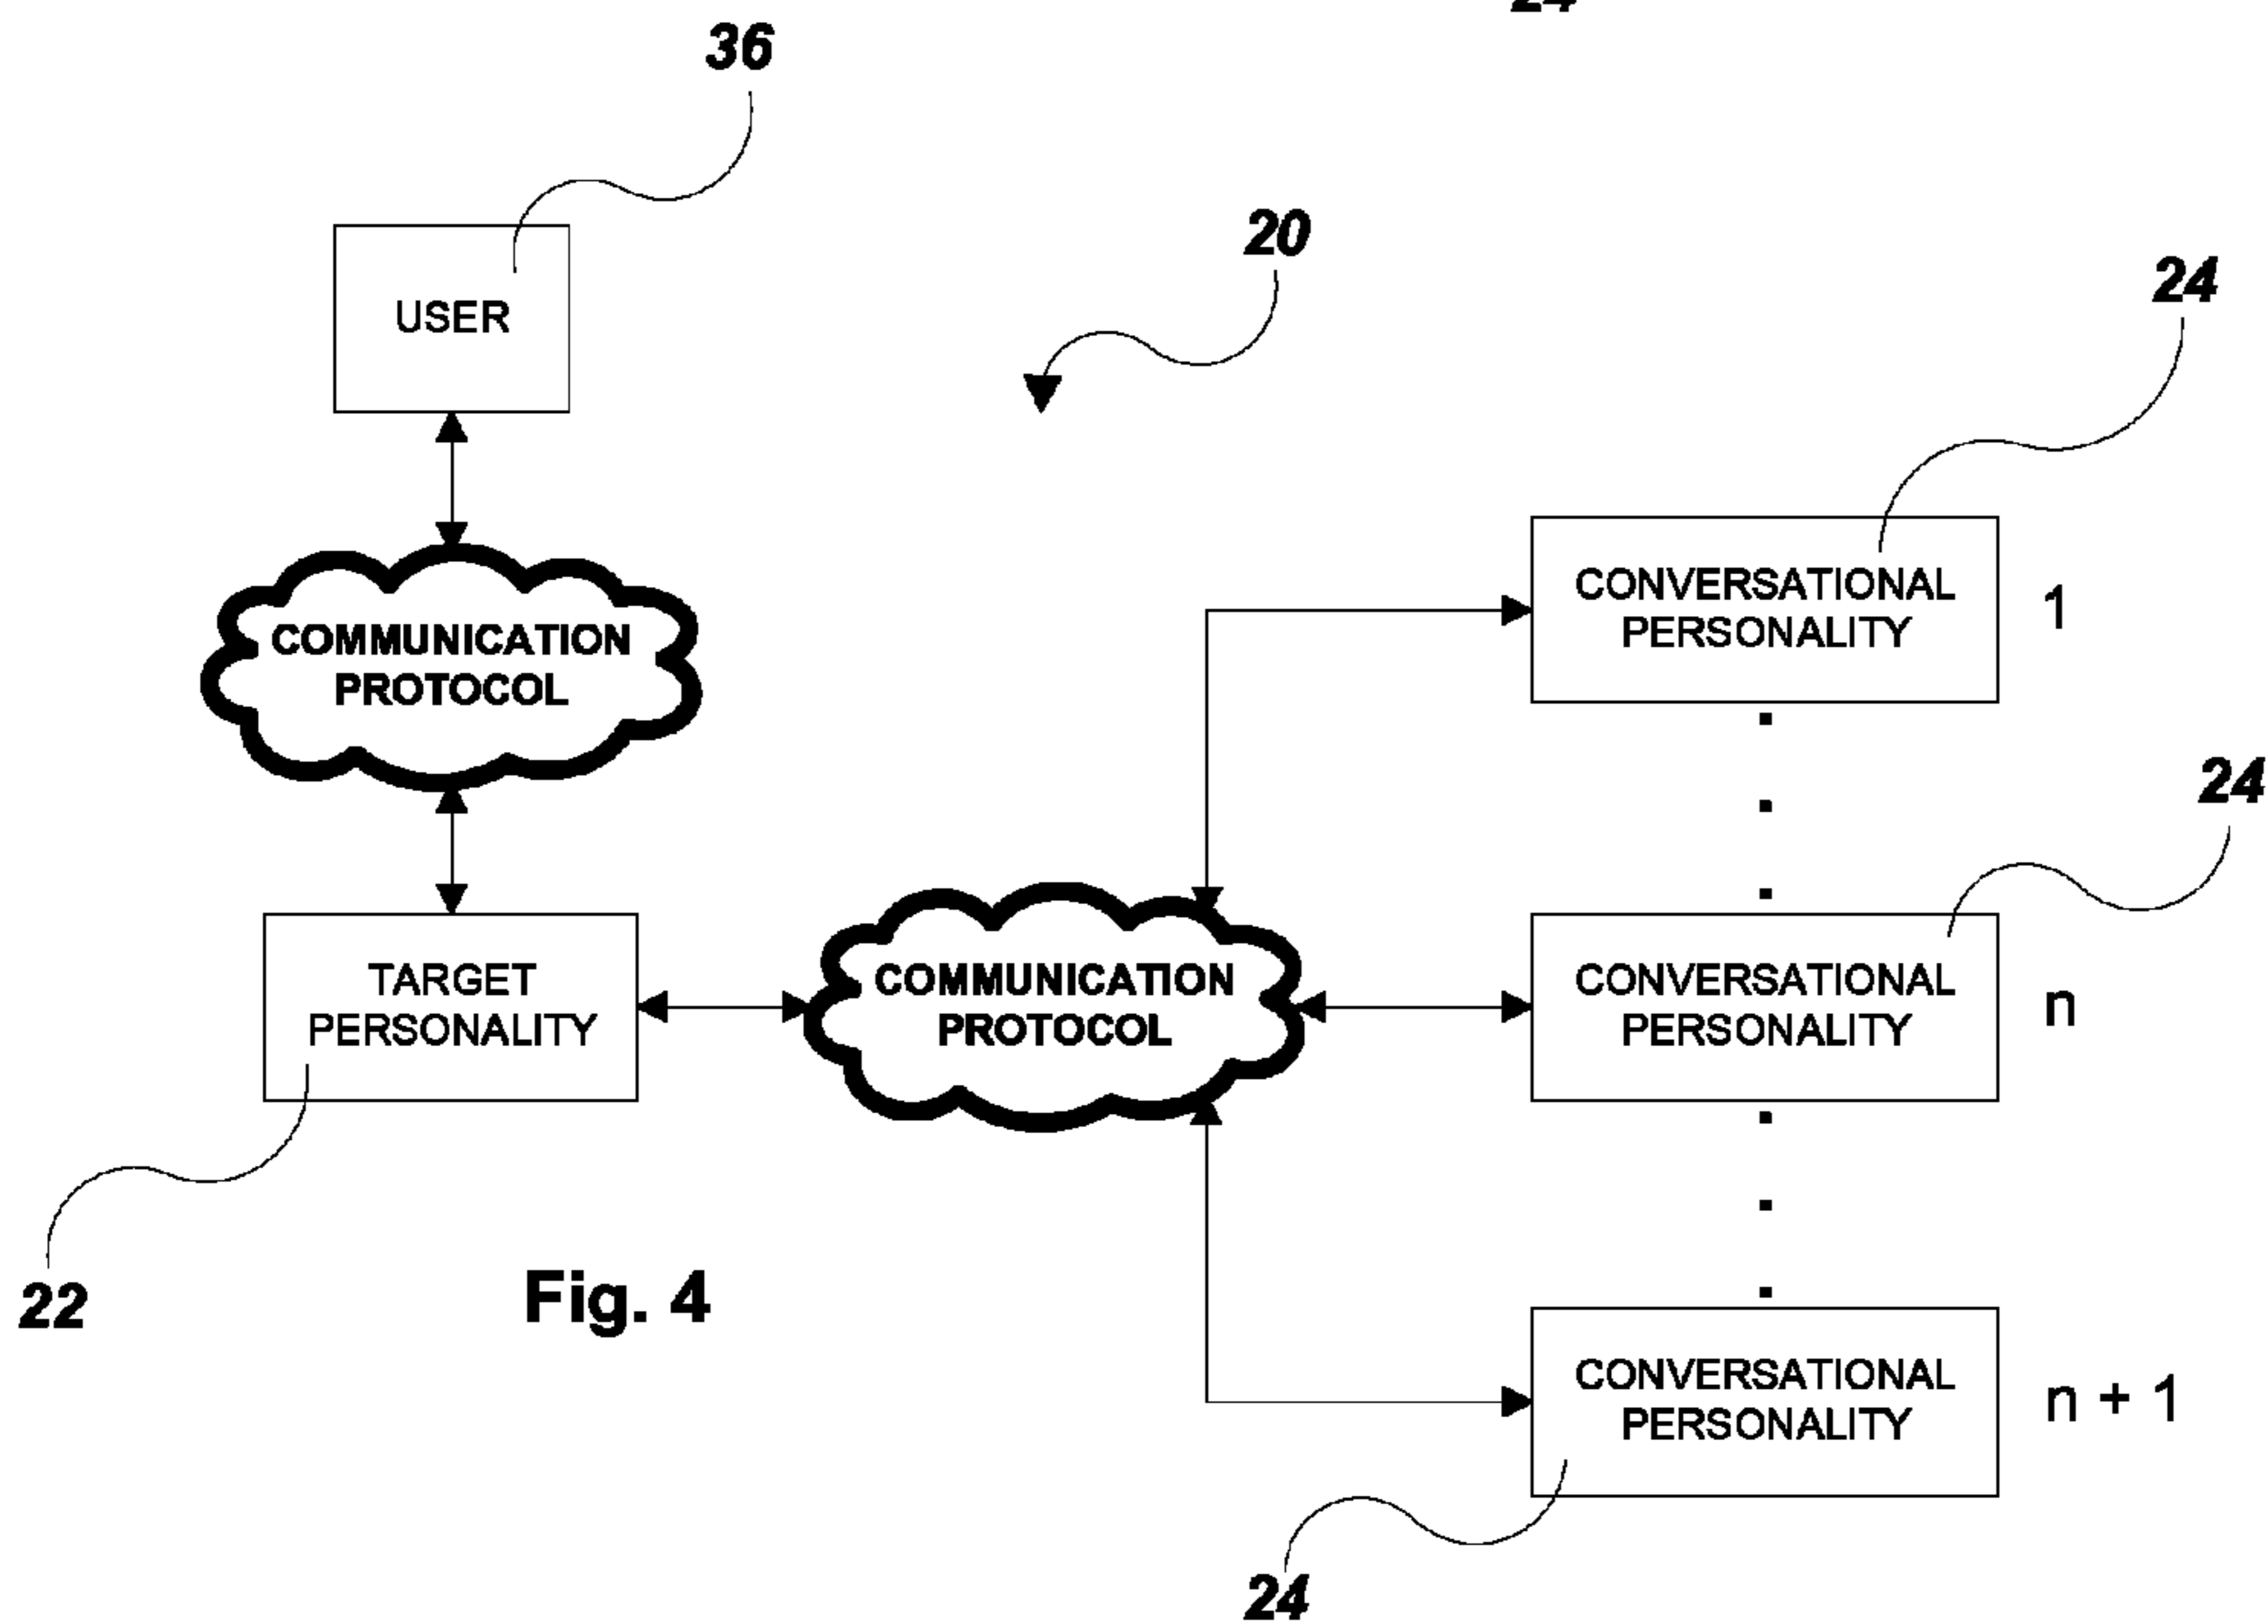 24
36
20
24
USER
CONVERSATIONAL
PERSONALITY
1
COMMUNICATION
PROTOCOL
24
TARGET
PERSONALITY
COMMUNICATION
PROTOCOL
CONVERSATIONAL
PERSONALITY
n
22
Fig. 4
CONVERSATIONAL
PERSONALITY
n + 1
24